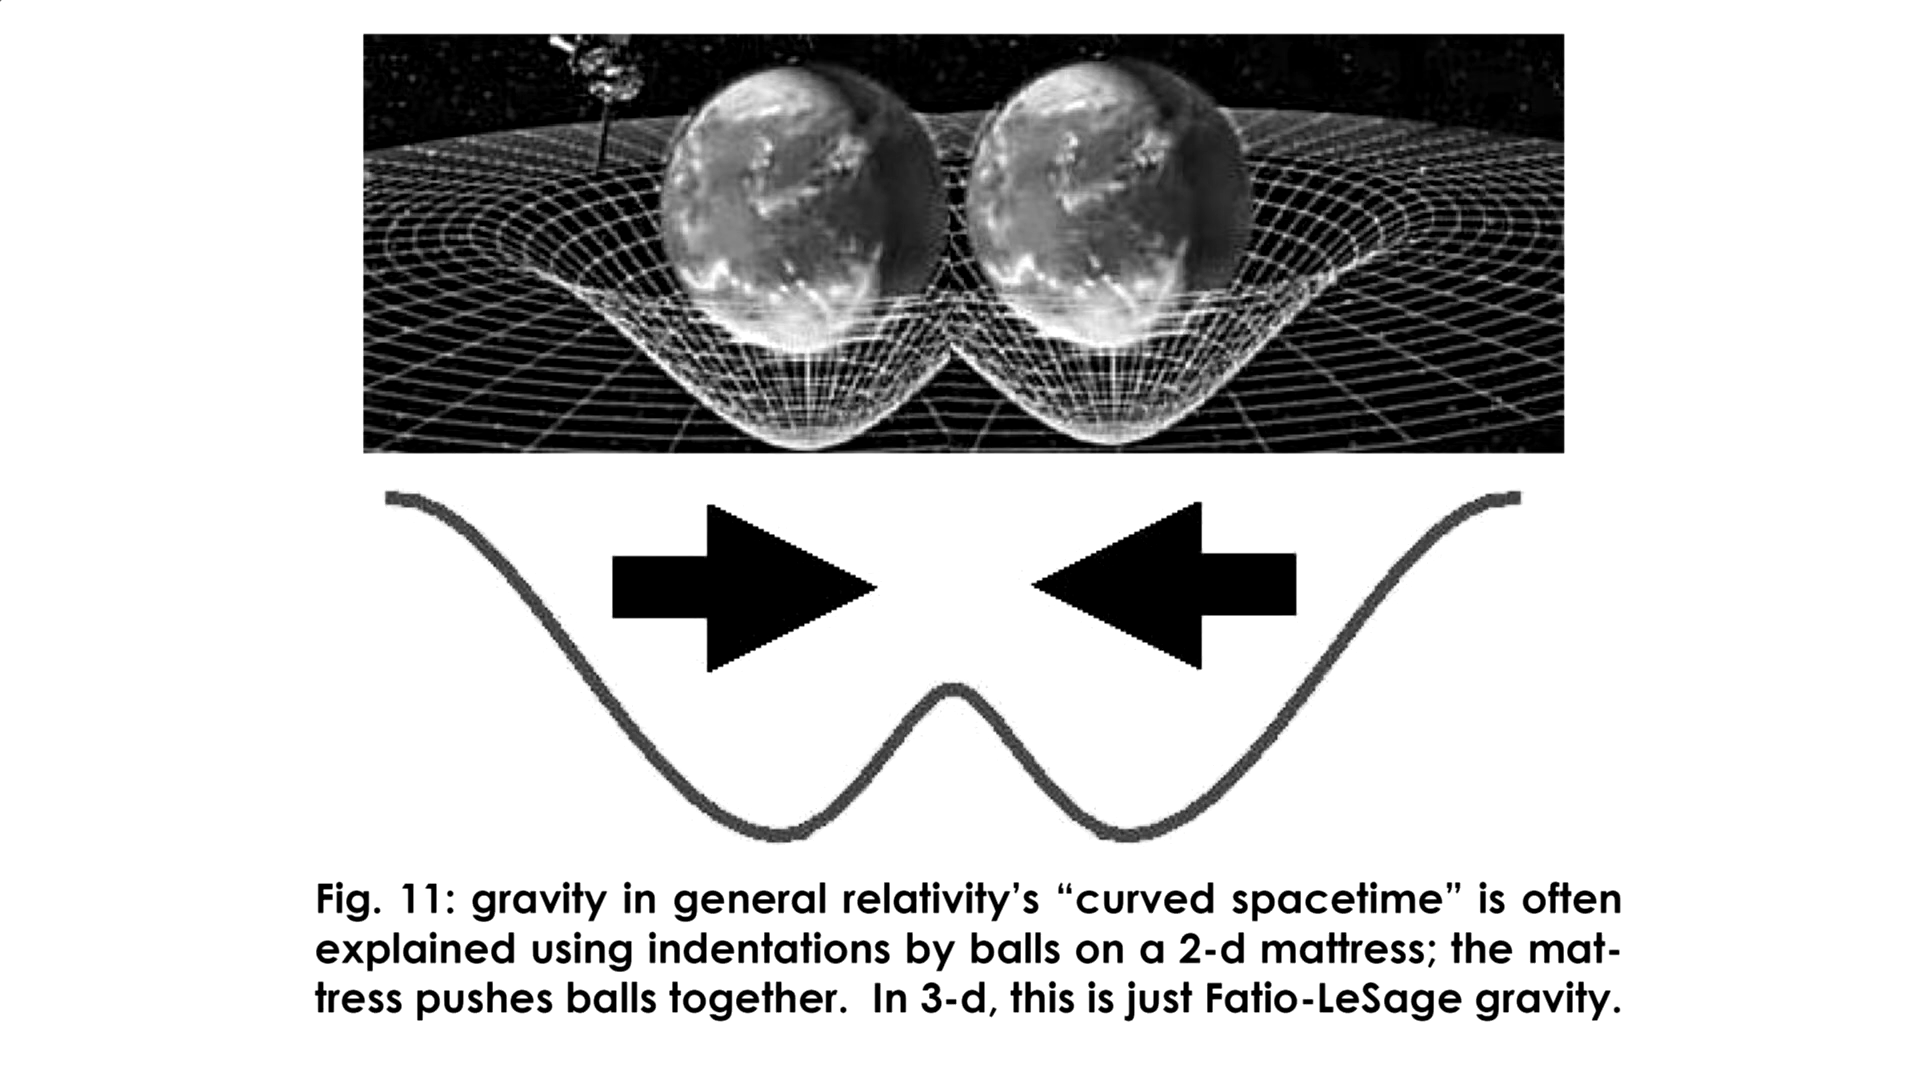 Fig. 11: gravity in general relativity’s “curved spacetime” is often
explained using indentations by balls on a 2-d mattress; the mat-
tress pushes balls together.  In 3-d, this is just Fatio-LeSage gravity.